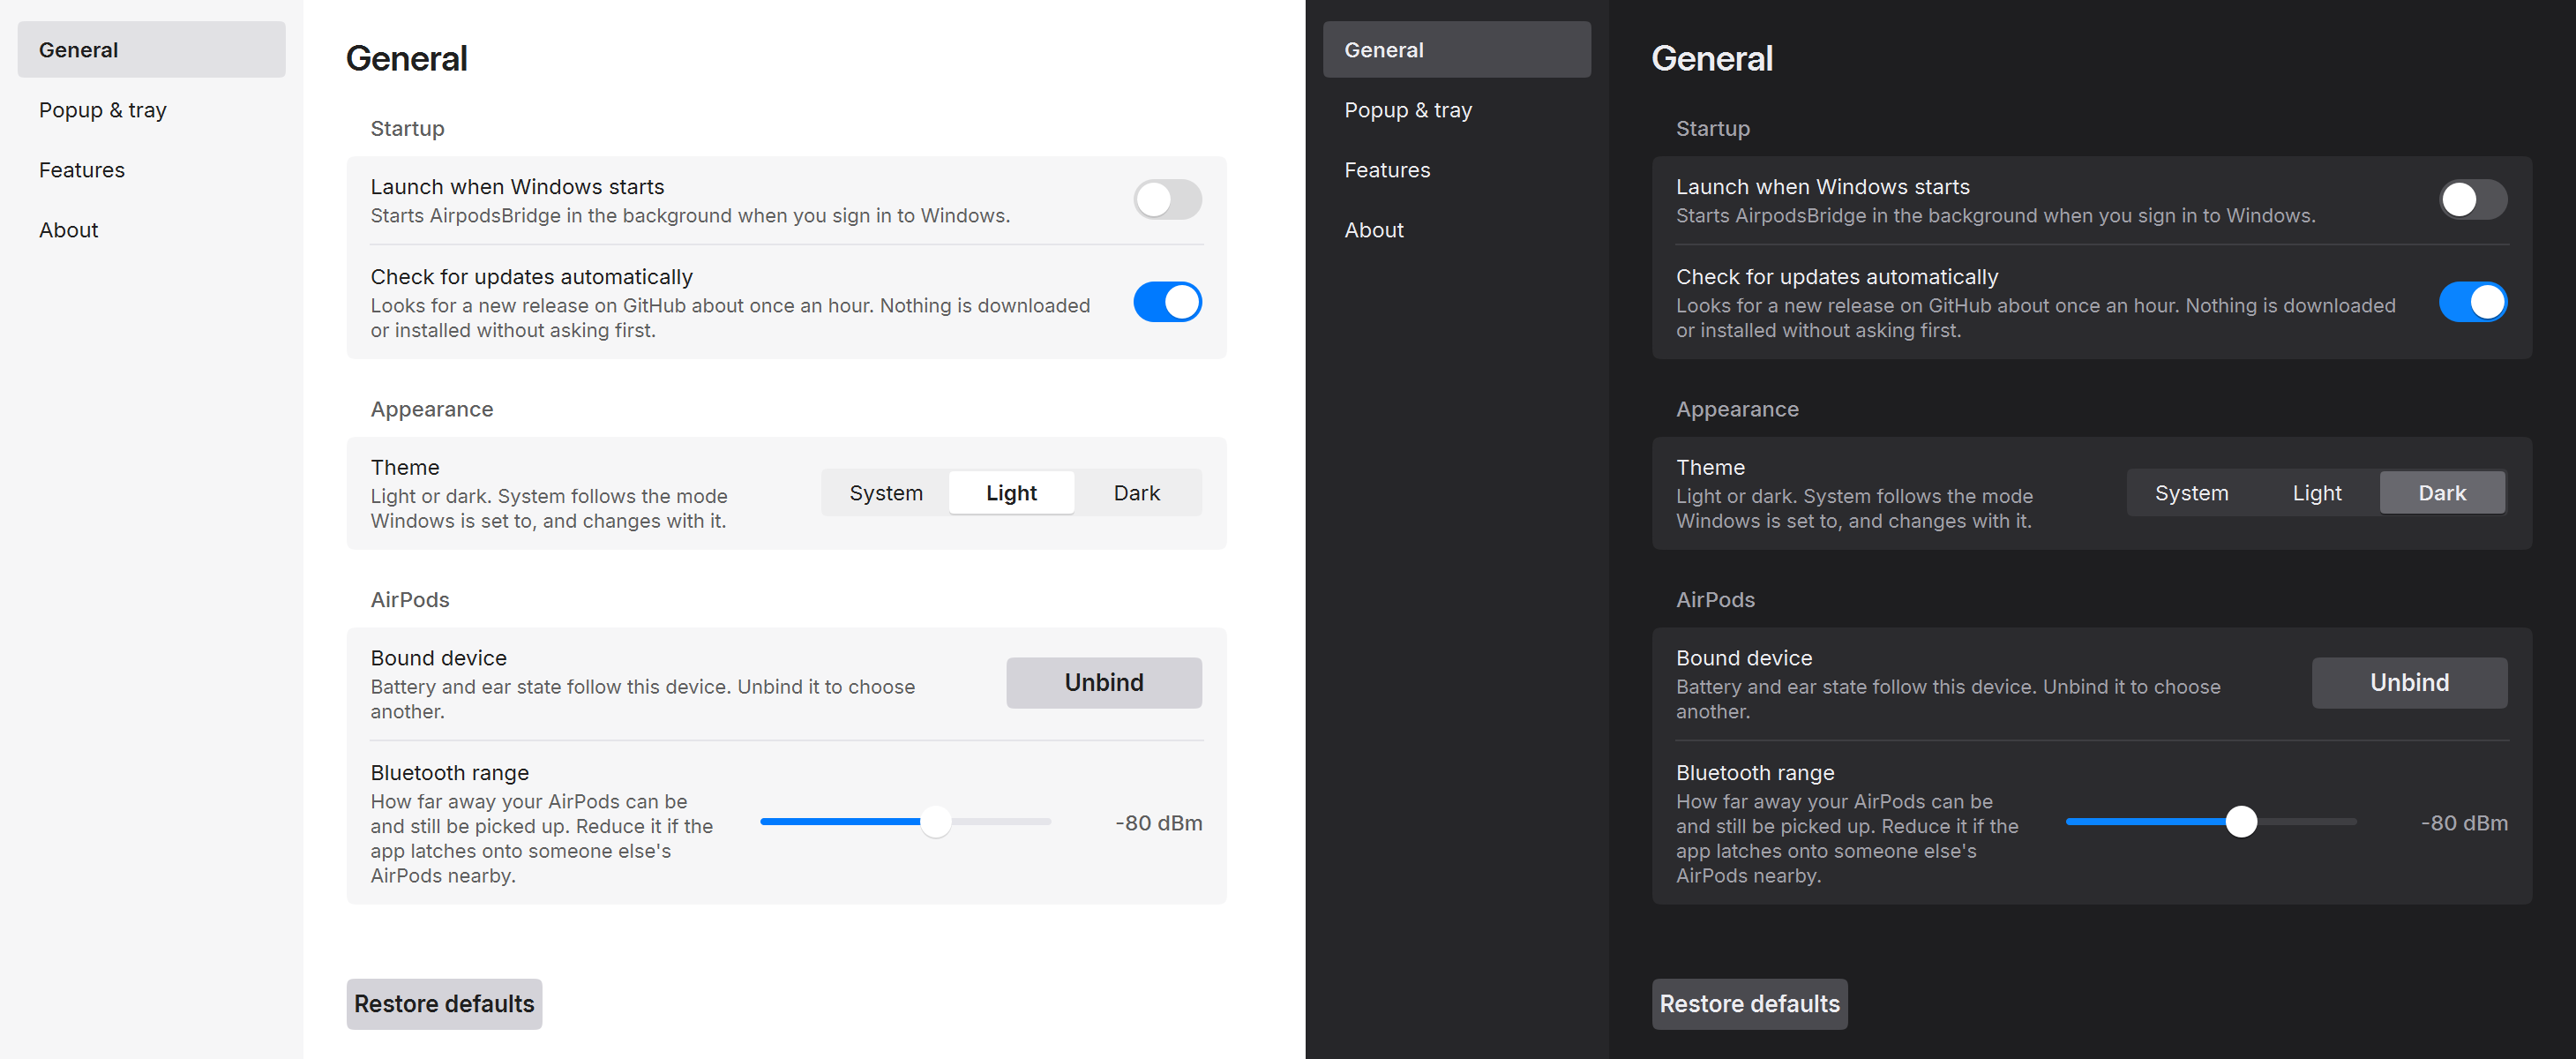 General
Popup & tray
Features
About
General
Startup
Launch when Windows starts
Starts AirpodsBridge in the background when you sign in to Windows.
Check for updates automatically
Looks for a new release on GitHub about once an hour. Nothing is downloaded
or installed without asking first.
Appearance
Theme
Light or dark. System follows the mode
Windows is set to, and changes with it.
System Light Dark
AirPods
Bound device
Battery and ear state follow this device. Unbind it to choose
another.
Unbind
Bluetooth range
How far away your AirPods can be
and still be picked up. Reduce it if the
app latches onto someone else's
AirPods nearby.
-80 dBm
Restore defaults
General
Popup & tray
Features
About
General
Startup
Launch when Windows starts
Starts AirpodsBridge in the background when you sign in to Windows.
Check for updates automatically
Looks for a new release on GitHub about once an hour. Nothing is downloaded
or installed without asking first.
Appearance
Theme
Light or dark. System follows the mode
Windows is set to, and changes with it.
System Light Dark
AirPods
Bound device
Battery and ear state follow this device. Unbind it to choose
another.
Unbind
Bluetooth range
How far away your AirPods can be
and still be picked up. Reduce it if the
app latches onto someone else's
AirPods nearby.
-80 dBm
Restore defaults